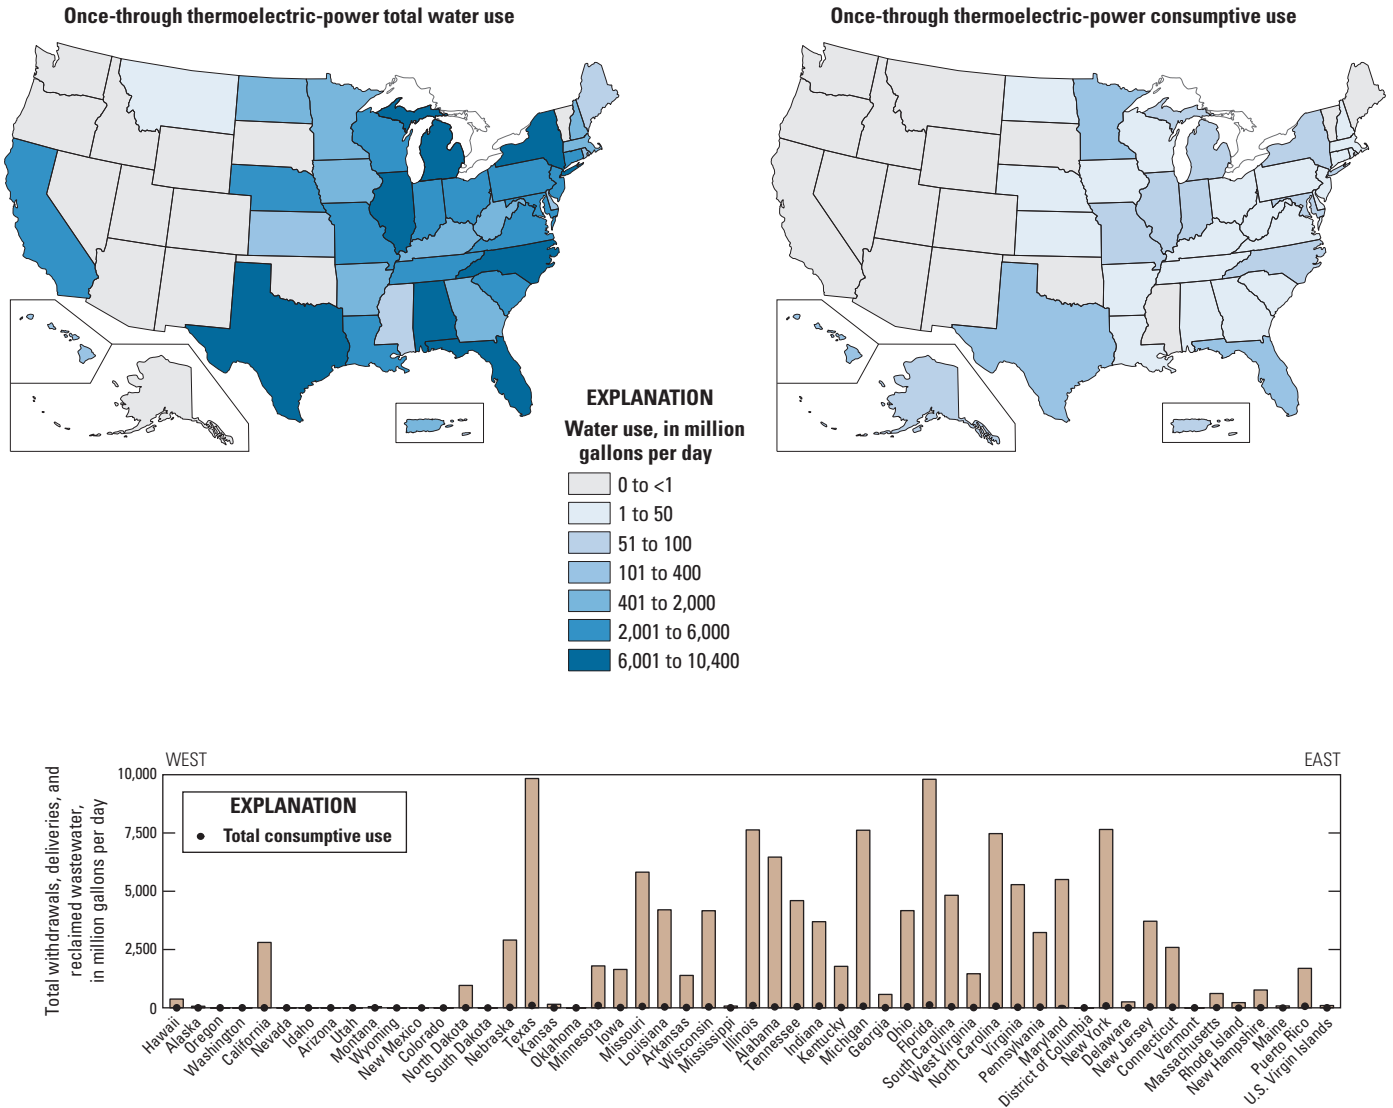 Once-through thermoelectric-power total water use
Once-through thermoelectric-power consumptive use
EXPLANATION
Water use, in million
gallons per day
0 to <1
1 to 50
51 to 100
101 to 400
401 to 2,000
2,001 to 6,000
6,001 to 10,400
WEST
EAST
Total withdrawals, deliveries, and
reclaimed wastewater,
in million gallons per day
10,000
7,500
5,000
2,500
0
EXPLANATION
Total consumptive use
Hawaii
Alaska
Oregon
Washington
California
Nevada
Idaho
Arizona
Utah
Montana
Wyoming,
New Mexico
Colorado
North Dakota
South Dakota
Nebraska
Texas
Kansas
Oklahoma
Minnesota
Iowa
Missouri
Louisiana
Arkansas
Wisconsin
Mississippi
Illinois
Alabama
Tennessee
Indiana
Kentucky
Michigan
Georgia
Ohio
Florida
South Carolina
West Virginia
North Carolina
Virginia
Pennsylvania
Maryland
District of Columbia
New York
Delaware
New Jersey
Connecticut
Vermont
Massachusetts
Rhode Island
New Hampshire
Maine
Puerto Rico
U.S. Virgin Islands